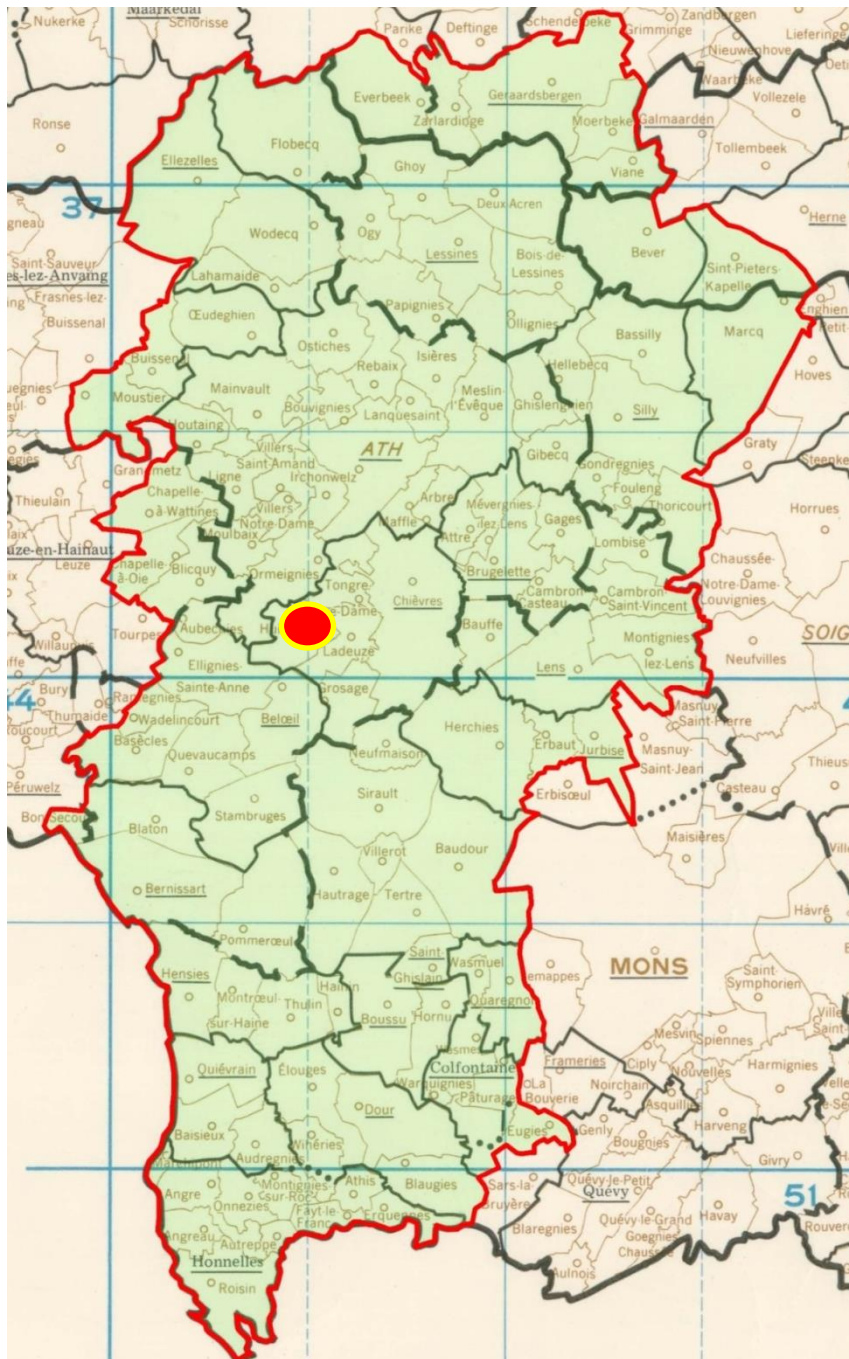 Maarkedal
Nukerke
Schorisse
Parike
Deftinge
Schendelbeke
Grimminge
Zandbergen
Nieuwenhove
Lieferinge
Waarbeke
Everbeek
Zarlardinge
Geraardsbergen
Moerbeke
Galmaarden
Vollezele
Ronse
Ellezelles
Flobecq
Ghoy
Viane
Tollembeek
37
Deux Acren
Herne
Wodecq
Ogy
Lessines
Bois-de-
Lessines
Bever
Sint-Pieters-
Kapelle
Saint-Sauveur
es-lez-Anvaing
Frasnes-lez-
Buissenal
Lahamaide
Papignies
Ollignies
Œudeghien
Ostiches
Isières
Bassilly
Marcq
Rebaix
Hellebecq
Hoves
Moustier
Mainvault
Bouvignies
Lanquesaint
Meslin-
l'Évêque
Ghislenghien
Silly
Houtaing
ATH
Gibecq
Graty
Villers
Saint-Amand
Ligne
Irchonwelz
Gondregnies
Fouleng
Thoricourt
Thieulain
Chapelle-
à-Wattines
Villers
Notre-Dame
Moulbaix
Arbre
Maffle
Attre
Mévergnies-
lez-Lens
Gages
Lombise
Horrues
uze-en-Hainaut
Leuze
Chapelle-
à-Oie
Blicquy
Ormeignies
Tongre-
Chièvres
Brugelette
Cambron-
Casteau
Cambron-
Saint-Vincent
Chaussée-
Notre-Dame-
Louvignies
Tourpes
Aubechies
Ladeuze
Bauffe
Montignies
lez-Lens
SOIG
Neufvilles
Ellignies-
Sainte-Anne
Grosage
Lens
Bury
Thumaide
Ramegnies
Wadelincourt
Belœil
Herchies
Erbaut
Jurbise
Masnuy-
Saint-Pierre
Masnuy-
Saint-Jean
Basècles
Quevaucamps
Neufmaison
Péruwelz
Erbisœul
Casteau
Thieus
Stambruges
Sirault
Blaton
Maisières
Villerot
Baudour
Bernissart
Hautrage
Tertre
Havré
Pommerœul
MONS
Saint
Ghislain
Wasmuel
Jemappes
Saint-
Symphorien
Hensies
Montrœul-
sur-Haine
Thulin
Hainin
Boussu
Hornu
Quaregnon
Mesvin
Spiennes
Wasmes
Colfontaine
Frameries
Ciply
Nouvelles
Harmignies
Quiévrain
Élouges
Warquignies
Pâturages
La
Bouverie
Noirchain
Asquillies
Harveng
Dour
Baisieux
Audregnies
Wihéries
Eugies
Genly
Bougnies
Givry
Angre
Onnezies
Montignies-
sur-Roc
Athis
Blaugies
Sars-la-
Bruyère
Quévy-le-Petit
Quévy
51
Fayt-le
Franc
Erquennes
Blaregnies
Quévy-le-Grand
Goegnies
Chaussée
Havay
Angreau
Autreppe
Honnelles
Roisin
Aulnois